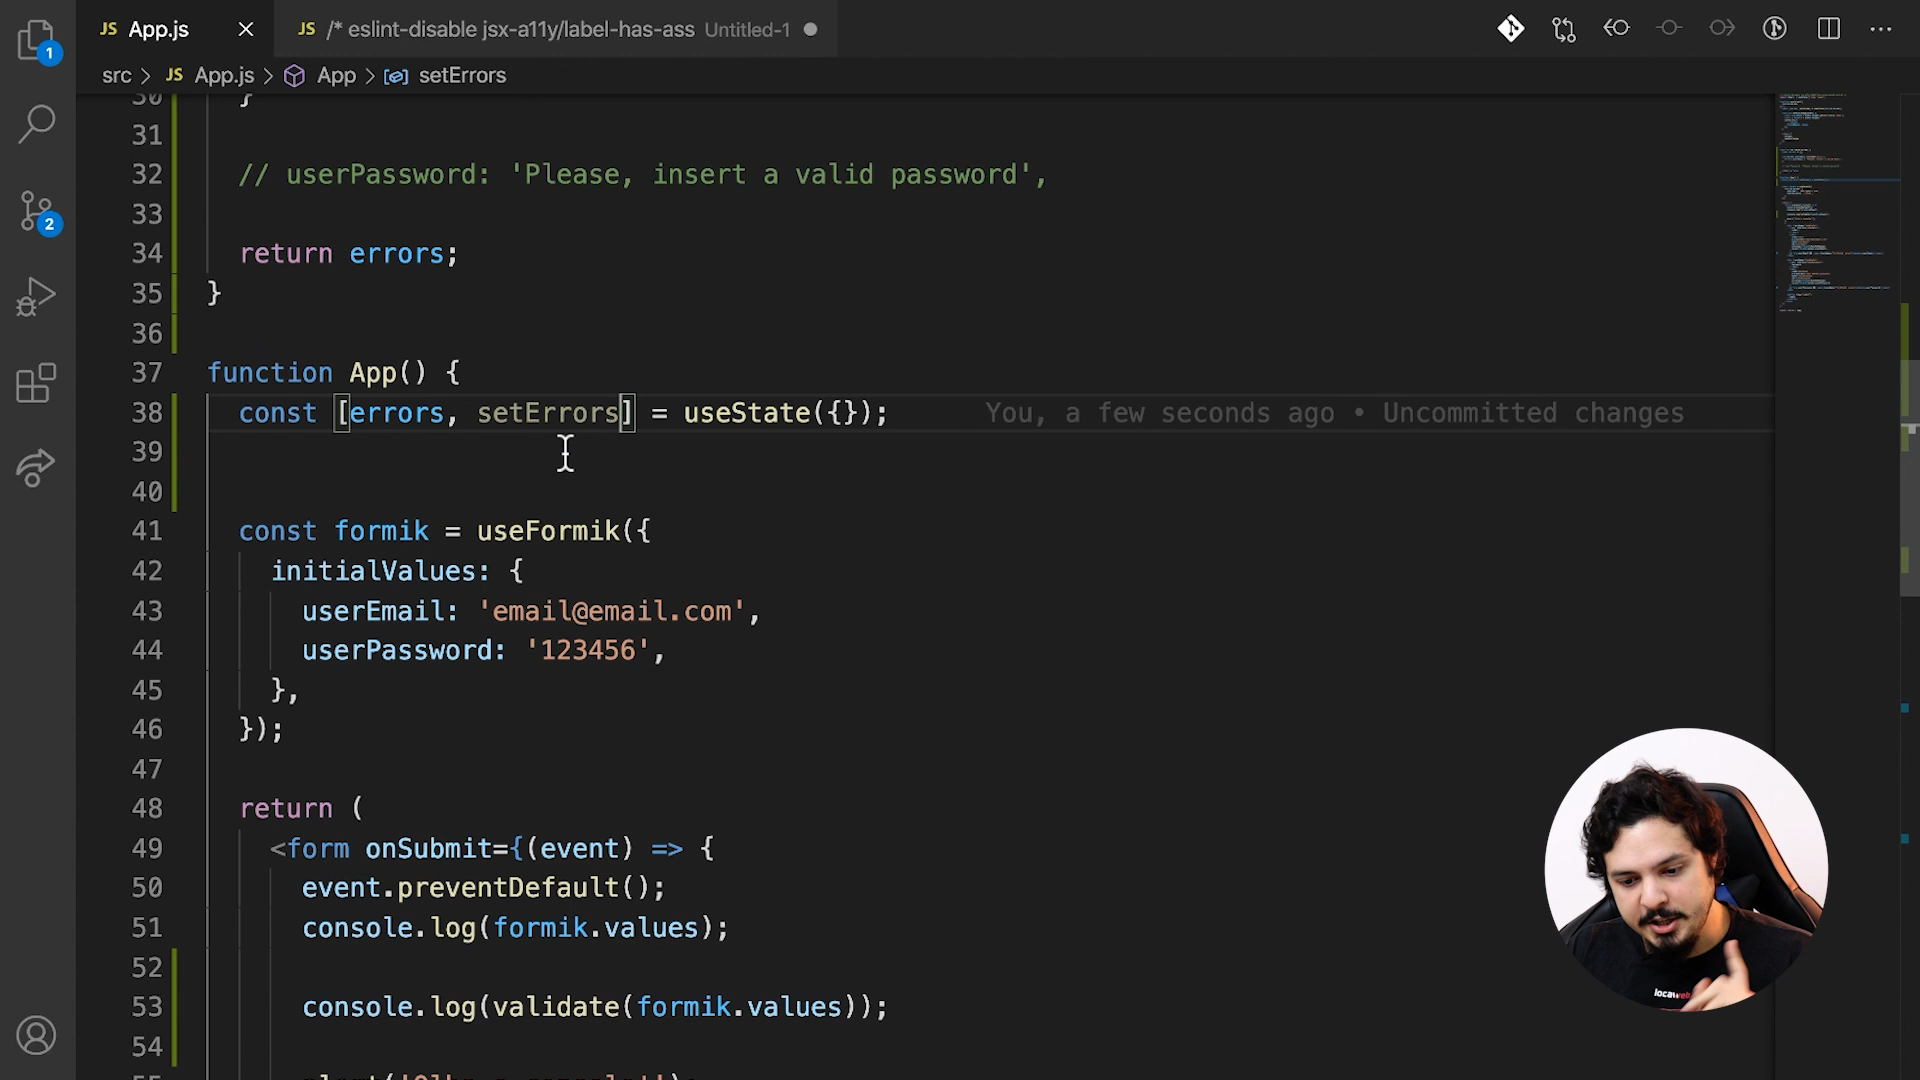 JS App.js
JS /* eslint-disable jsx-a11y/label-has-ass Untitled-1
src > JS App.js > App > setErrors
1
2
30 }
31
32 // userPassword: 'Please, insert a valid password',
33
34 return errors;
35 }
36
37 function App() {
38 const [errors, setErrors] = useState({}); You, a few seconds ago • Uncommitted changes
39
40
41 const formik = useFormik({
42 initialValues: {
43 userEmail: 'email@email.com',
44 userPassword: '123456',
45 },
46 });
47
48 return (
49 <form onSubmit={(event) => {
50 event.preventDefault();
51 console.log(formik.values);
52
53 console.log(validate(formik.values));
54